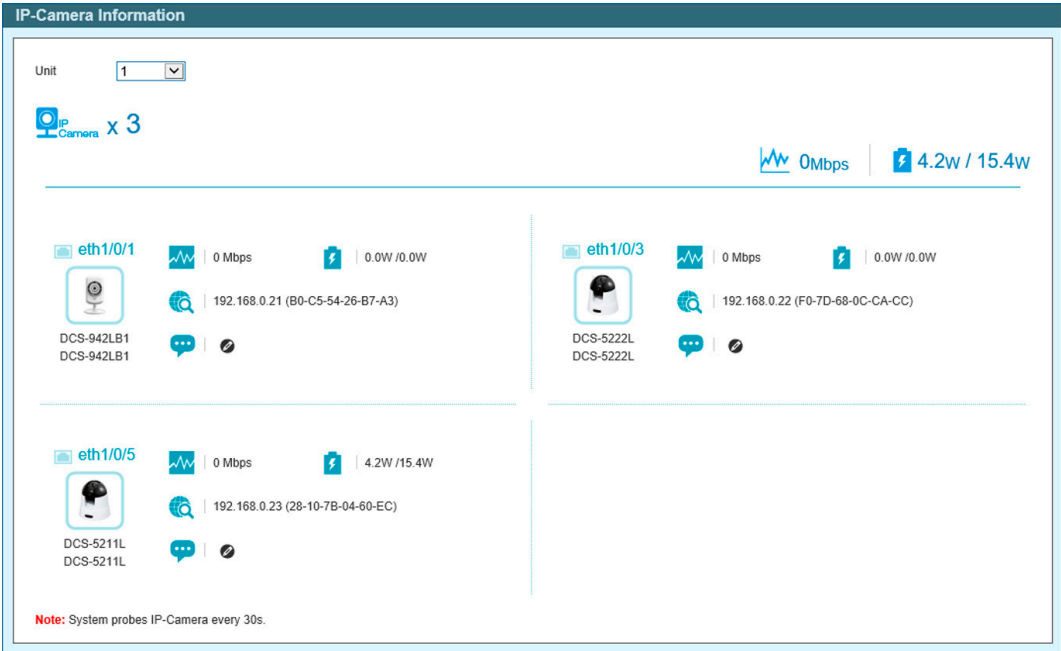 IP-Camera Information
Unit 1
IP Camera x 3
0Mbps 4.2W / 15.4W
eth1/0/1
0 Mbps 0.0W /0.0W
192.168.0.21 (B0-C5-54-26-B7-A3)
DCS-942LB1
DCS-942LB1
eth1/0/3
0 Mbps 0.0W /0.0W
192.168.0.22 (F0-7D-68-0C-CA-CC)
DCS-5222L
DCS-5222L
eth1/0/5
0 Mbps 4.2W /15.4W
192.168.0.23 (28-10-7B-04-60-EC)
DCS-5211L
DCS-5211L
Note: System probes IP-Camera every 30s.